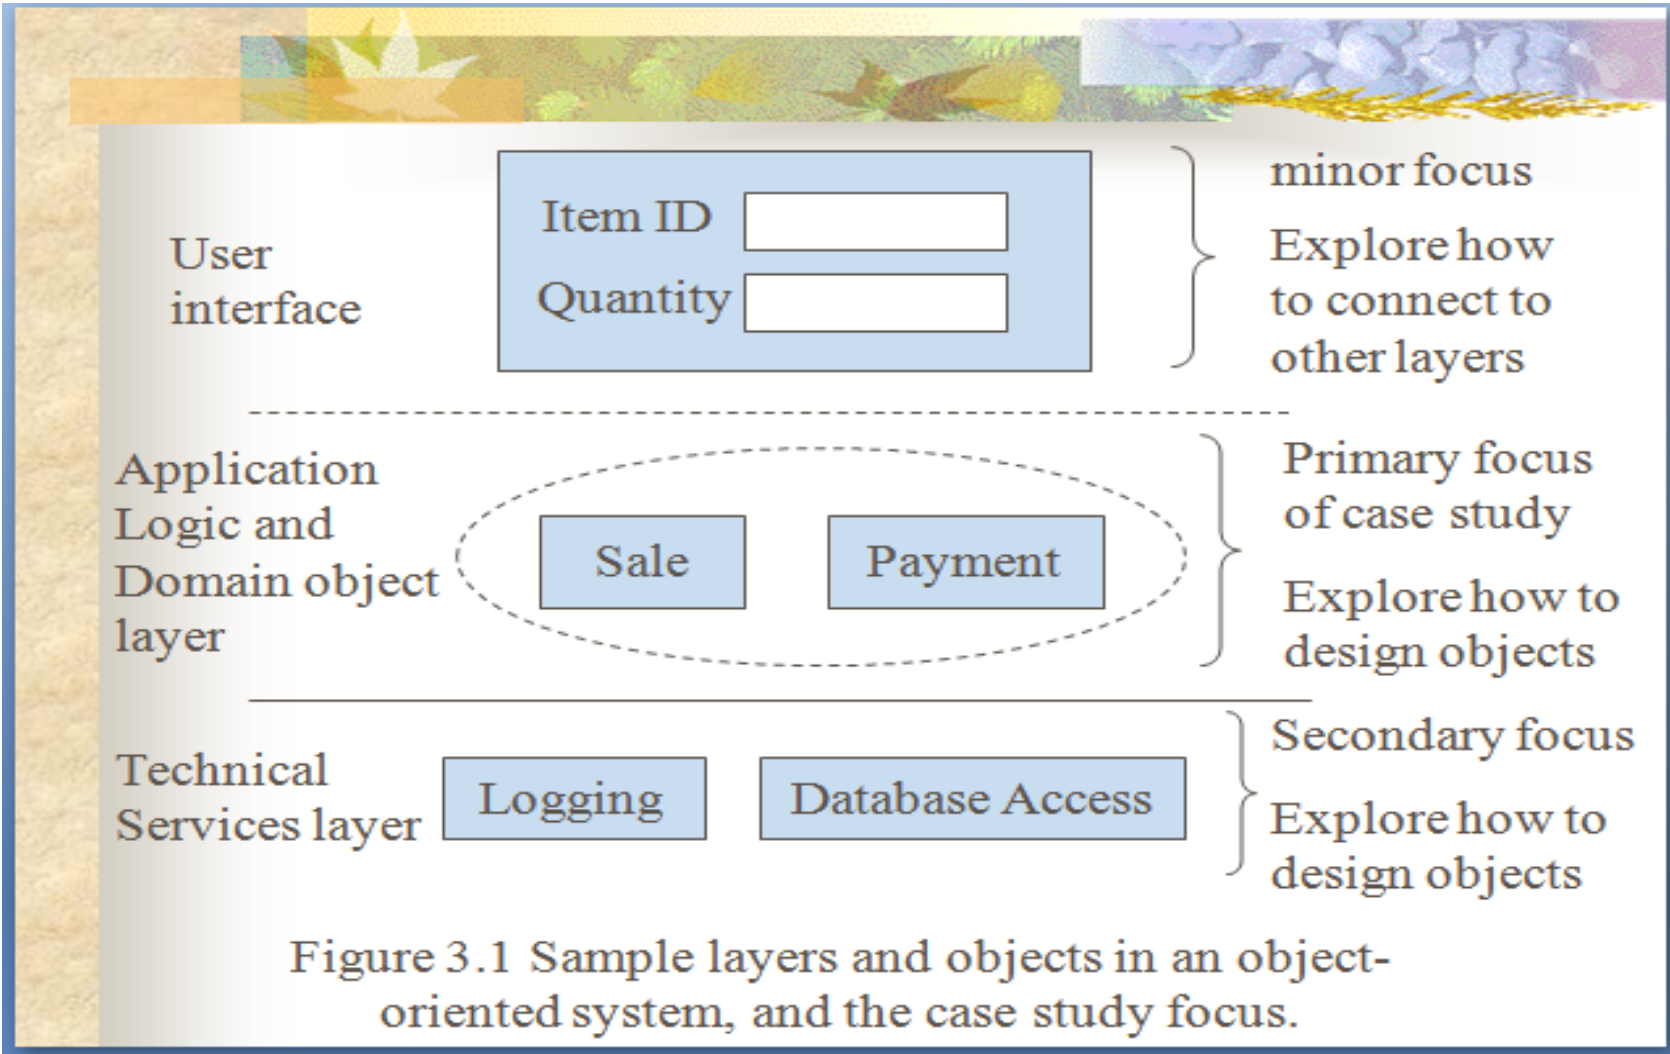 User
interface
Item ID
Quantity
minor focus
Explore how
to connect to
other layers
Application
Logic and
Domain object
layer
Sale
Payment
Primary focus
of case study
Explore how to
design objects
Technical
Services layer
Logging
Database Access
Secondary focus
Explore how to
design objects
Figure 3.1 Sample layers and objects in an object-
oriented system, and the case study focus.